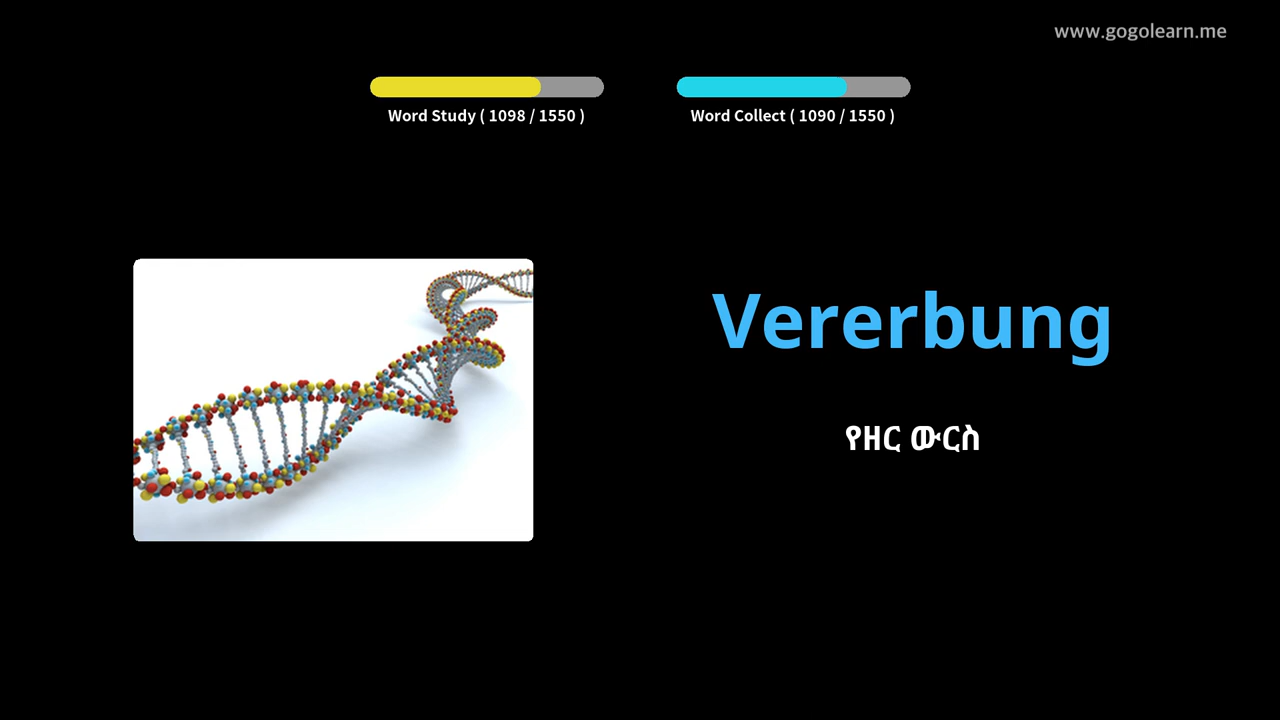 www.gogolearn.me
Word Study ( 1098 / 1550 )
Word Collect ( 1090 / 1550 )
Vererbung
የዘር ውርስ